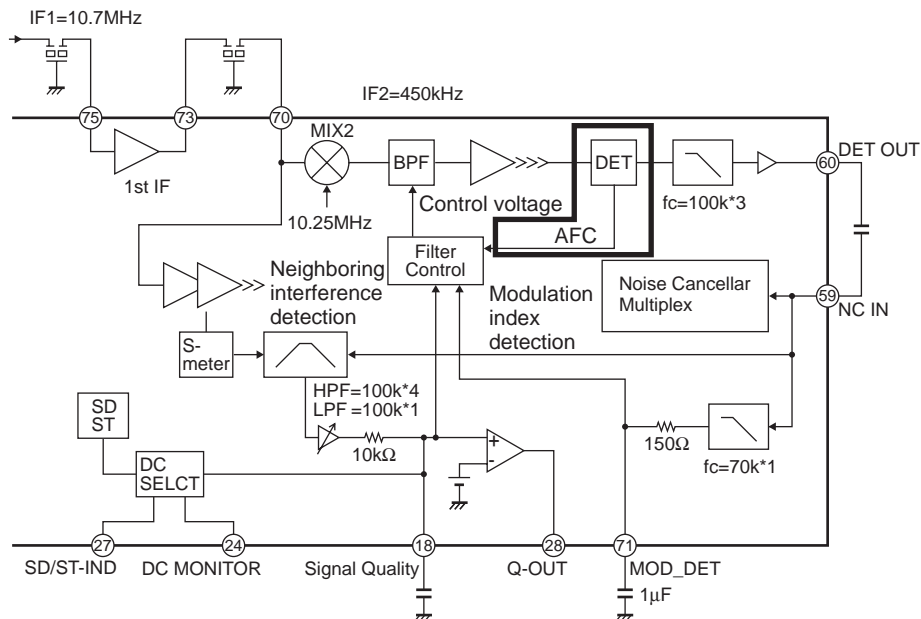 IF1=10.7MHz
IF2=450kHz
75
73
70
MIX2
1st IF
BPF
DET
60
DET OUT
fc=100k*3
10.25MHz
Control voltage
AFC
Filter
Control
Neighboring
interference
detection
Modulation
index
detection
Noise Cancellar
Multiplex
59
NC IN
S-
meter
HPF=100k*4
LPF =100k*1
SD
ST
10kΩ
+
-
150Ω
fc=70k*1
DC
SELCT
27
24
18
28
71
SD/ST-IND
DC MONITOR
Signal Quality
Q-OUT
MOD_DET
1μF